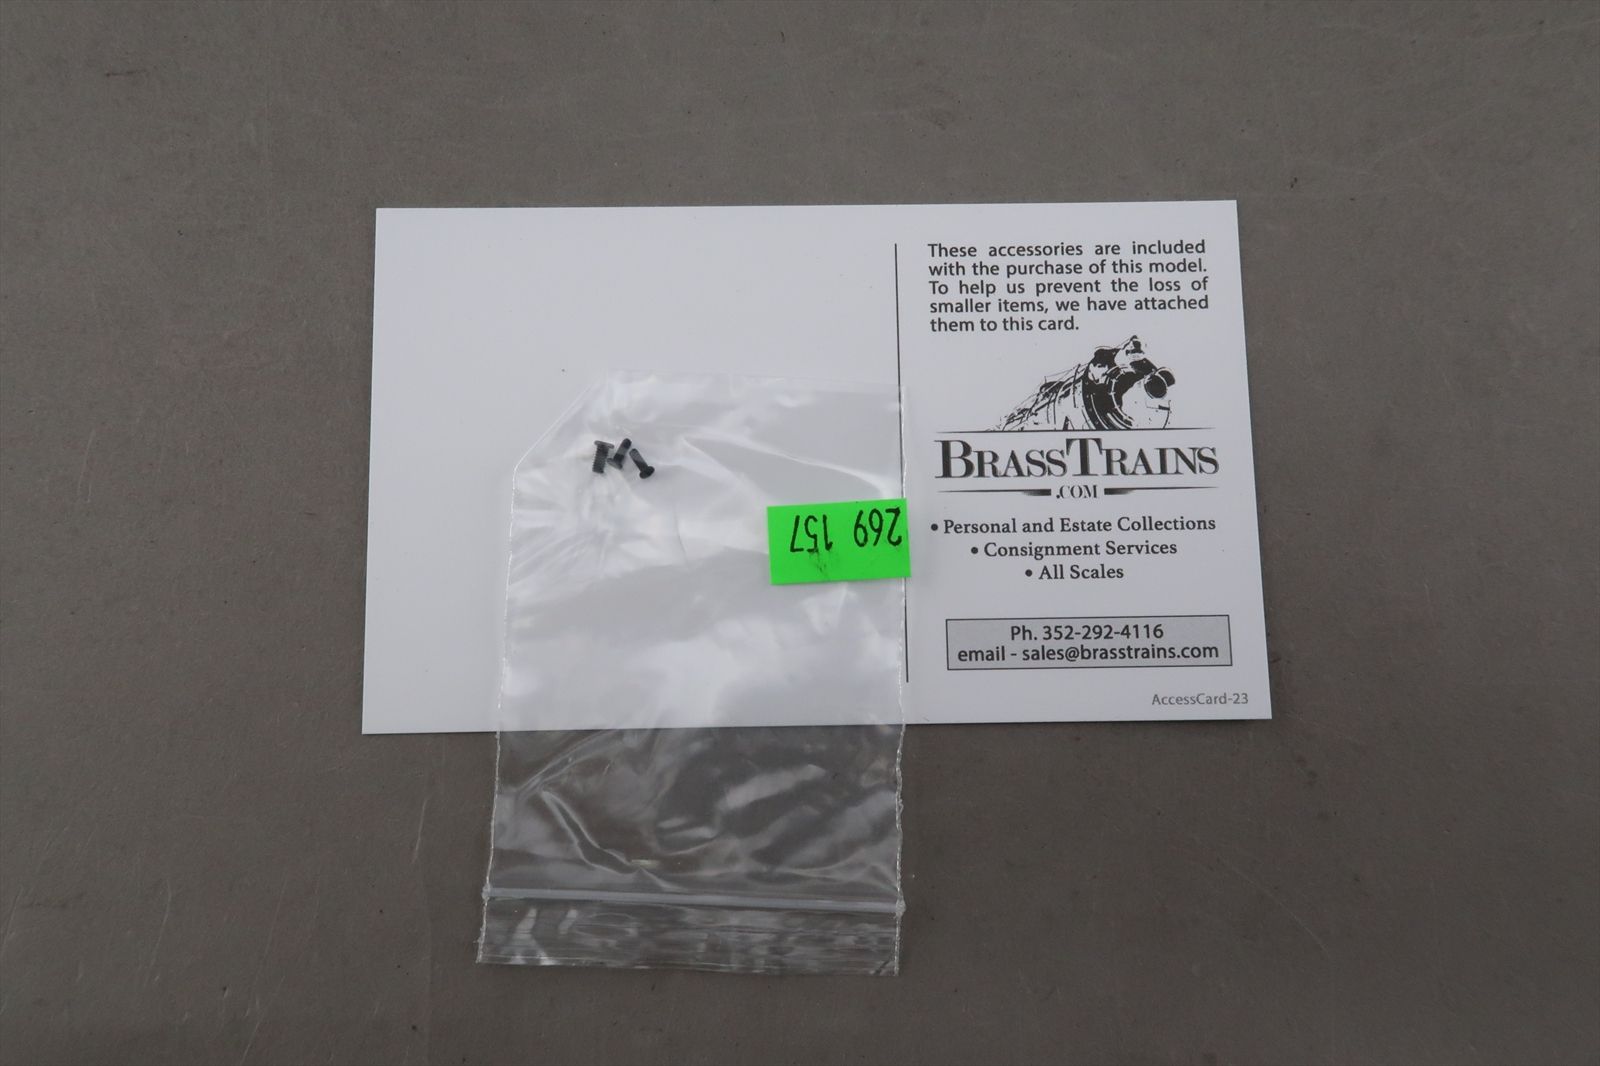 These accessories are included
with the purchase of this model.
To help us prevent the loss of
smaller items, we have attached
them to this card.
BRASSTRAINS
.COM
• Personal and Estate Collections
• Consignment Services
• All Scales
Ph. 352-292-4116
email - sales@brasstrains.com
AccessCard-23
269 157